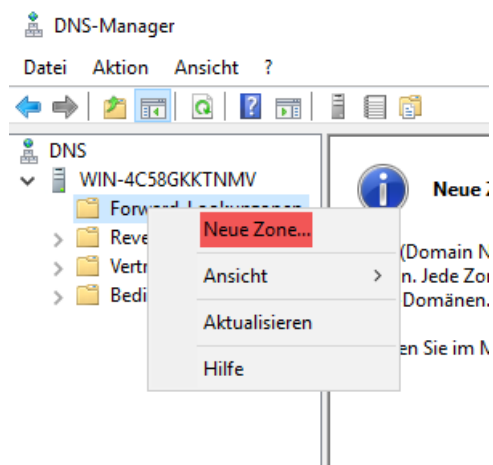 DNS-Manager
Datei Aktion Ansicht ?
DNS
WIN-4C58GKKTNMV
Neue Zone...
Ansicht
Aktualisieren
Hilfe
Neue
(Domain N
n. Jede Zo
Domänen.
en Sie im